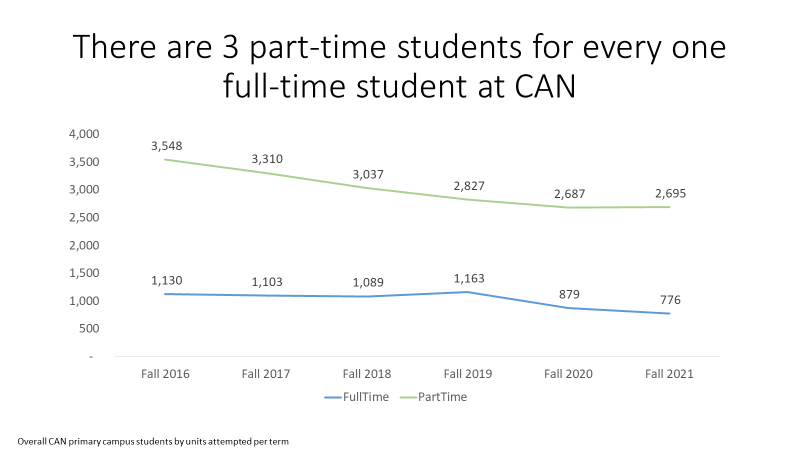 There are 3 part-time students for every one
full-time student at CAN
4,000
3,500
3,000
2,500
2,000
1,500
1,000
500
-
3,548
3,310
3,037
2,827
2,687
2,695
1,130
1,103
1,089
1,163
879
776
Fall 2016
Fall 2017
Fall 2018
Fall 2019
Fall 2020
Fall 2021
FullTime
PartTime
Overall CAN primary campus students by units attempted per term